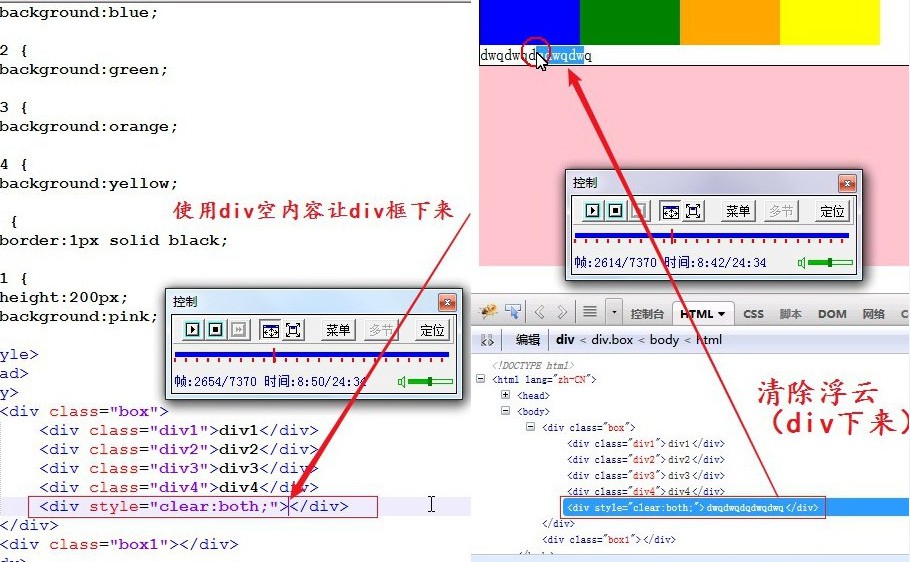 background:blue;
2 {
background:green;
3 {
background:orange;
4 {
background:yellow;
{
border:1px solid black;
1 {
height:200px;
background:pink;
yle>
ad>
y>
<div class="box">
<div class="div1">div1</div>
<div class="div2">div2</div>
<div class="div3">div3</div>
<div class="div4">div4</div>
<div style="clear:both;"></div>
</div>
<div class="box1"></div>
使用div空内容让div框下来
控制
菜单 多节 定位
帧:2654/7370 时间:8:50/24:34
dwqdwqdqdwqdwq
控制
菜单 多节 定位
帧:2614/7370 时间:8:42/24:34
控制台 HTML CSS 脚本 DOM 网络 C
编辑 div < div.box < body < html
<!DOCTYPE html>
<html lang="zh-CN">
<head>
<body>
<div class="box">
<div class="div1">div1</div>
<div class="div2">div2</div>
<div class="div3">div3</div>
<div class="div4">div4</div>
<div style="clear:both;">dwqdwqdqdwqdwq</div>
</div>
<div class="box1"></div>
清除浮云
（div下来）